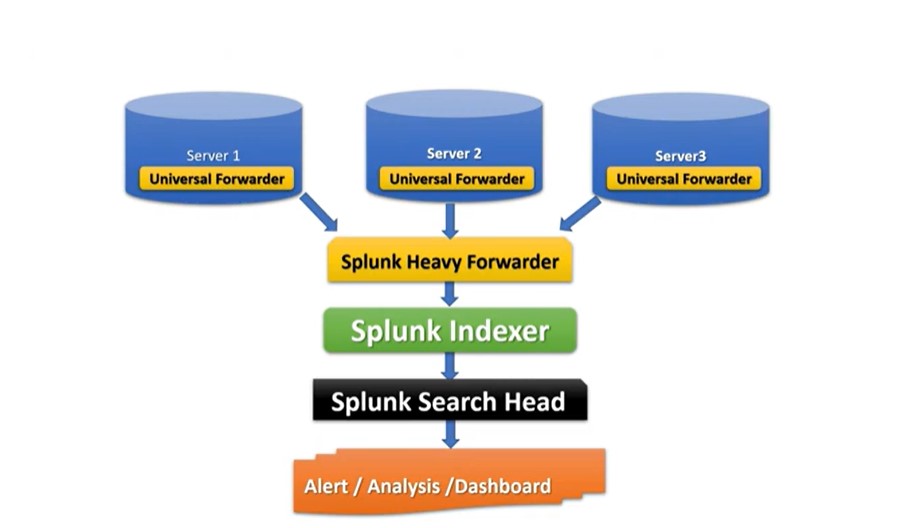 Server 1
Universal Forwarder
Server 2
Universal Forwarder
Server3
Universal Forwarder
Splunk Heavy Forwarder
Splunk Indexer
Splunk Search Head
Alert / Analysis /Dashboard